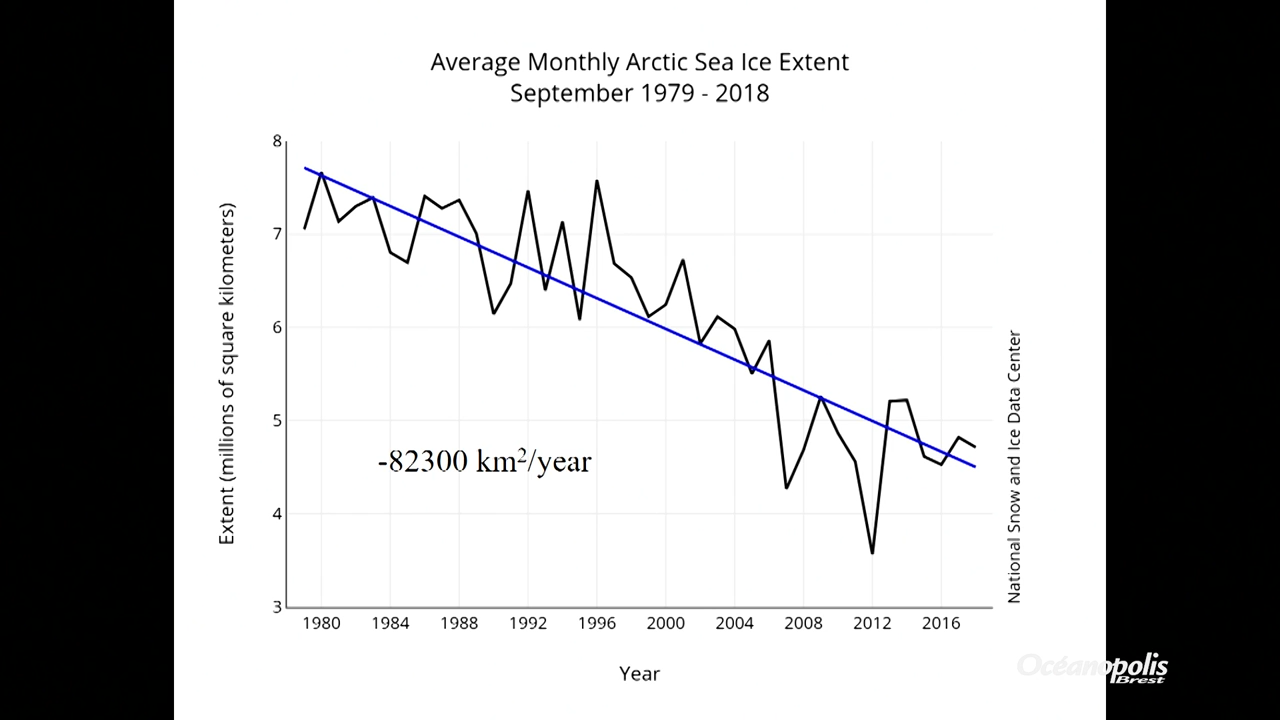 Average Monthly Arctic Sea Ice Extent
September 1979 - 2018
8
7
6
5
4
3
Extent (millions of square kilometers)
-82300 km²/year
National Snow and Ice Data Center
1980 1984 1988 1992 1996 2000 2004 2008 2012 2016
Year
Océanopolis
Brest